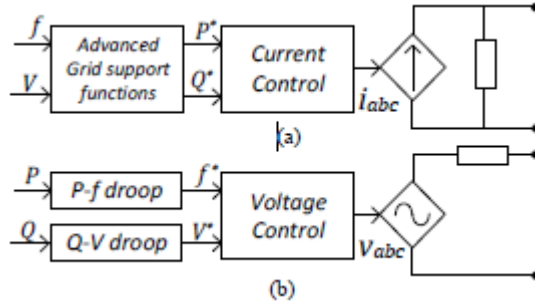 f
V
Advanced
Grid support
functions
P*
Q*
Current
Control
i_abc
(a)
P
Q
P-f droop
Q-V droop
f*
V*
Voltage
Control
v_abc
(b)